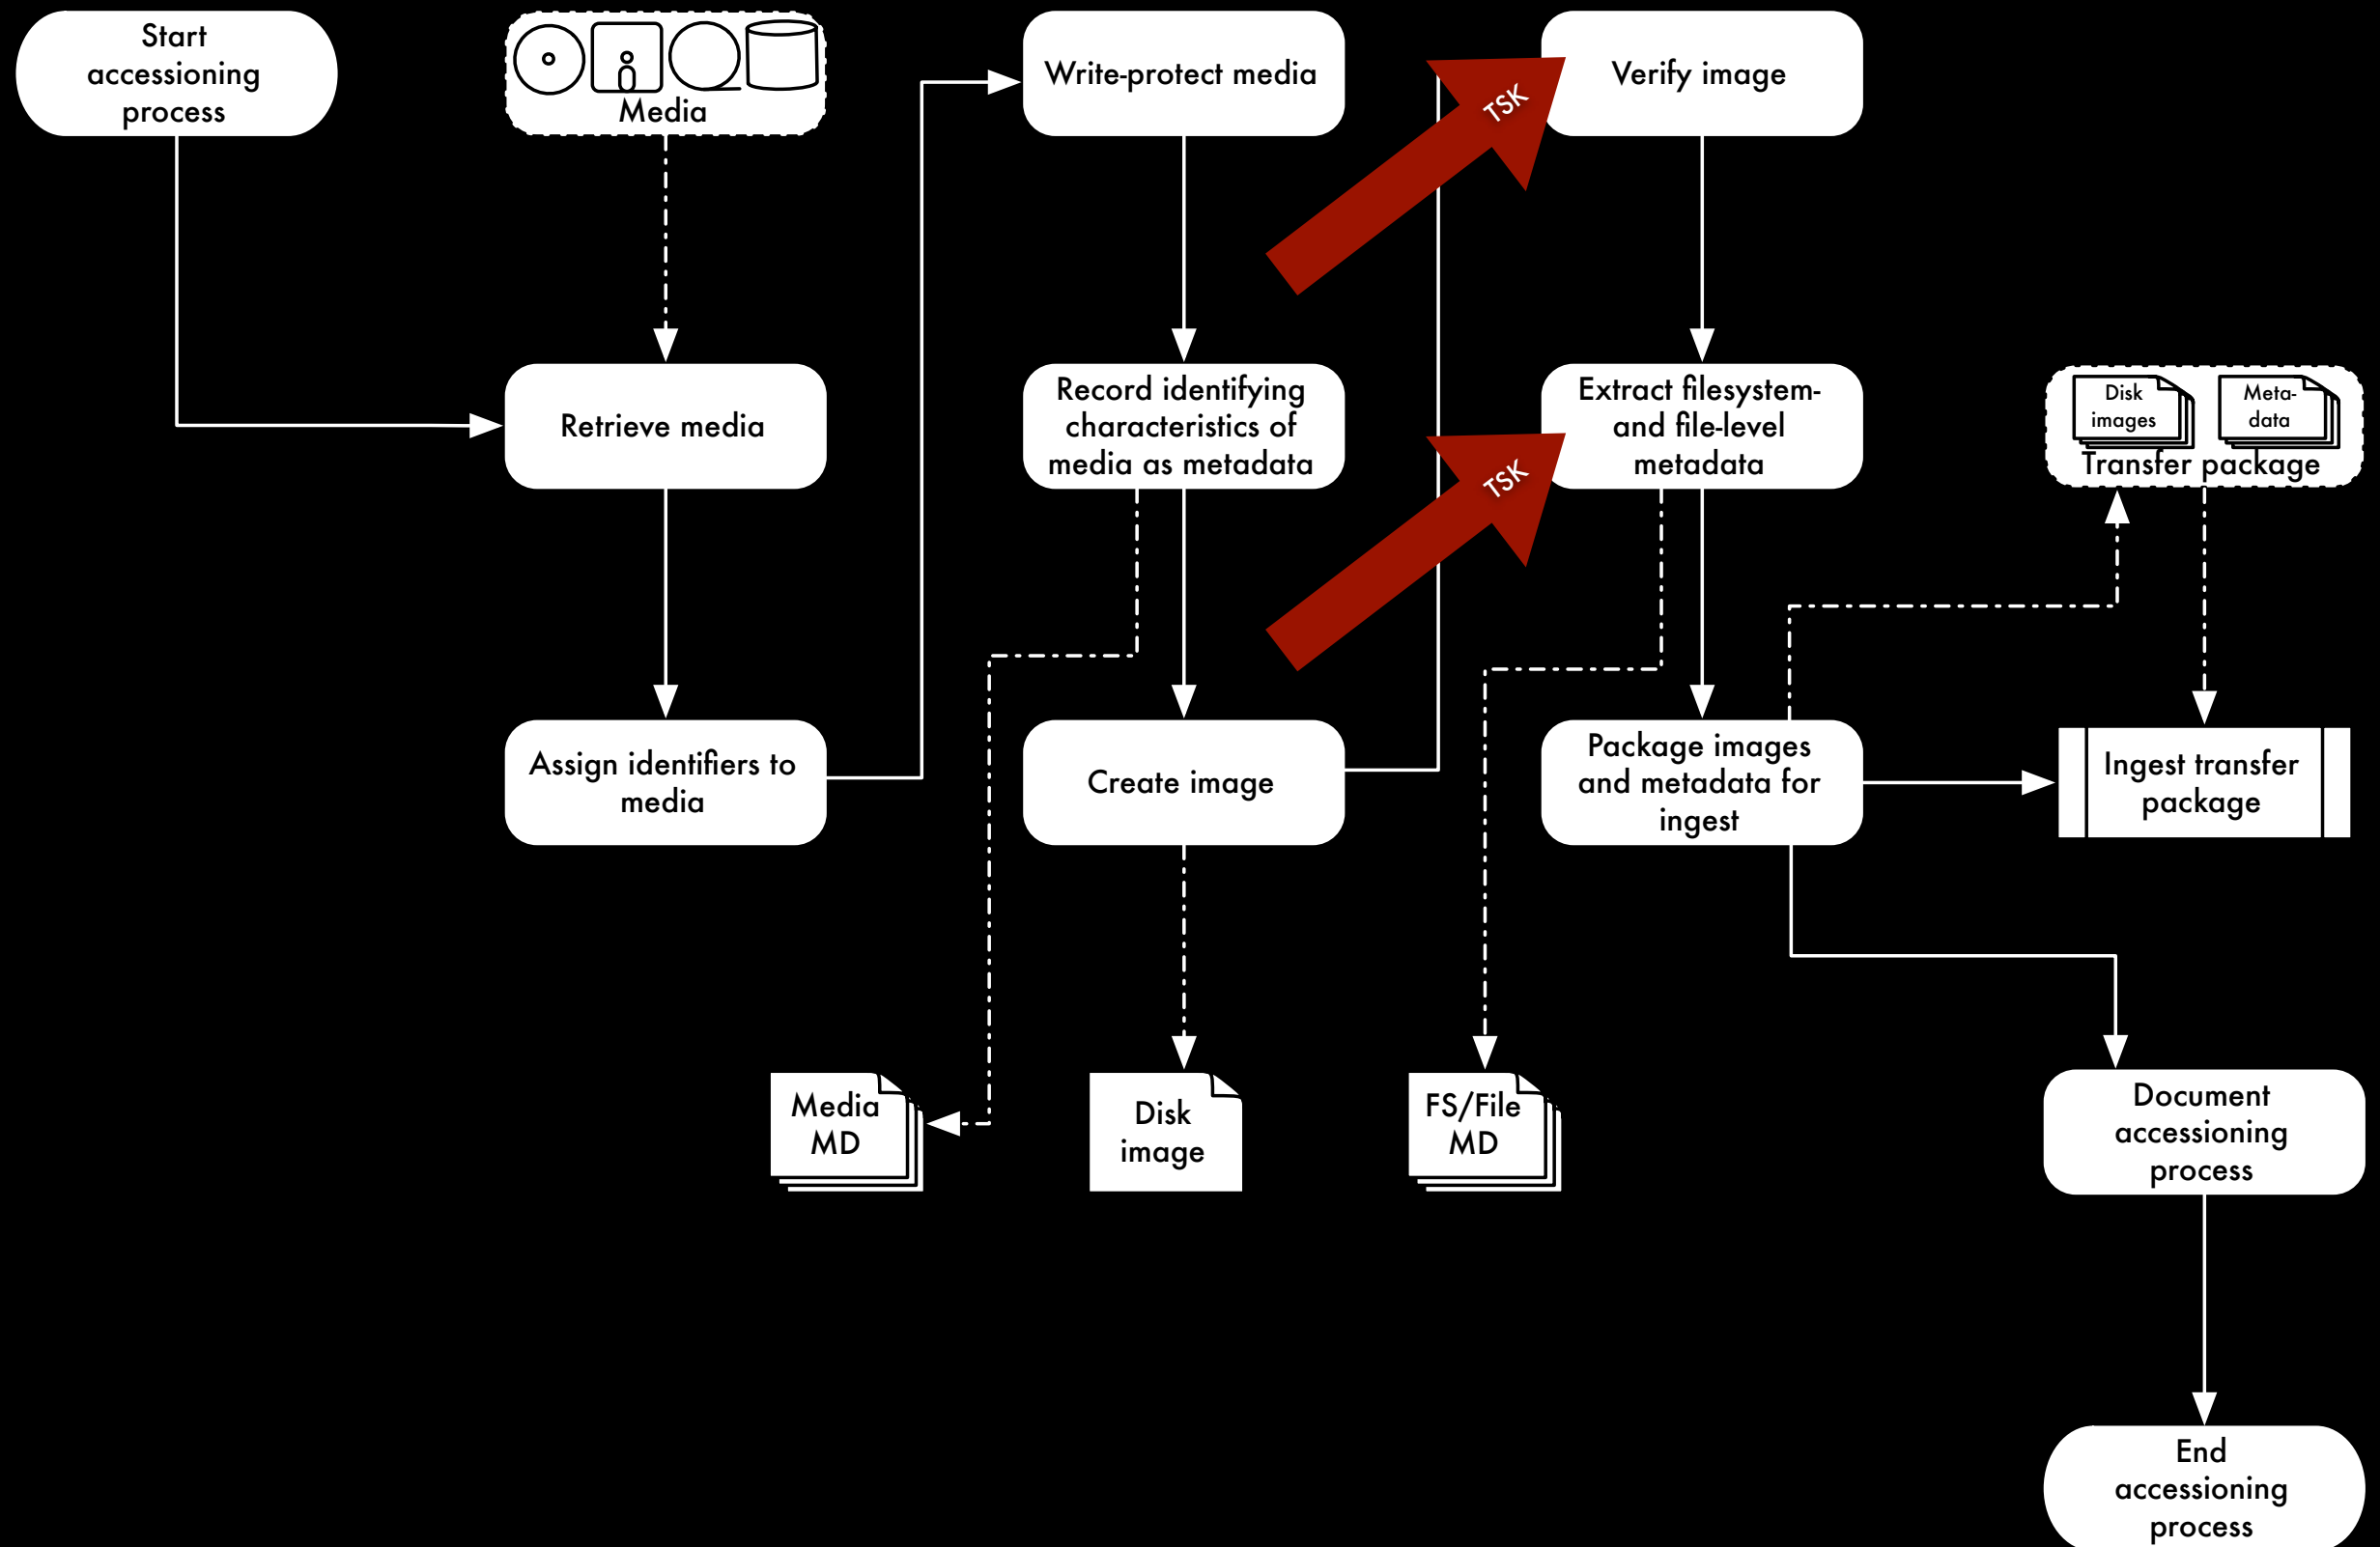 Start
accessioning
process
Media
Write-protect media
TSK
Verify image
Retrieve media
Record identifying
characteristics of
media as metadata
TSK
Extract filesystem-
and file-level
metadata
Disk
images
Meta-
data
Transfer package
Assign identifiers to
media
Create image
Package images
and metadata for
ingest
Ingest transfer
package
Media
MD
Disk
image
FS/File
MD
Document
accessioning
process
End
accessioning
process